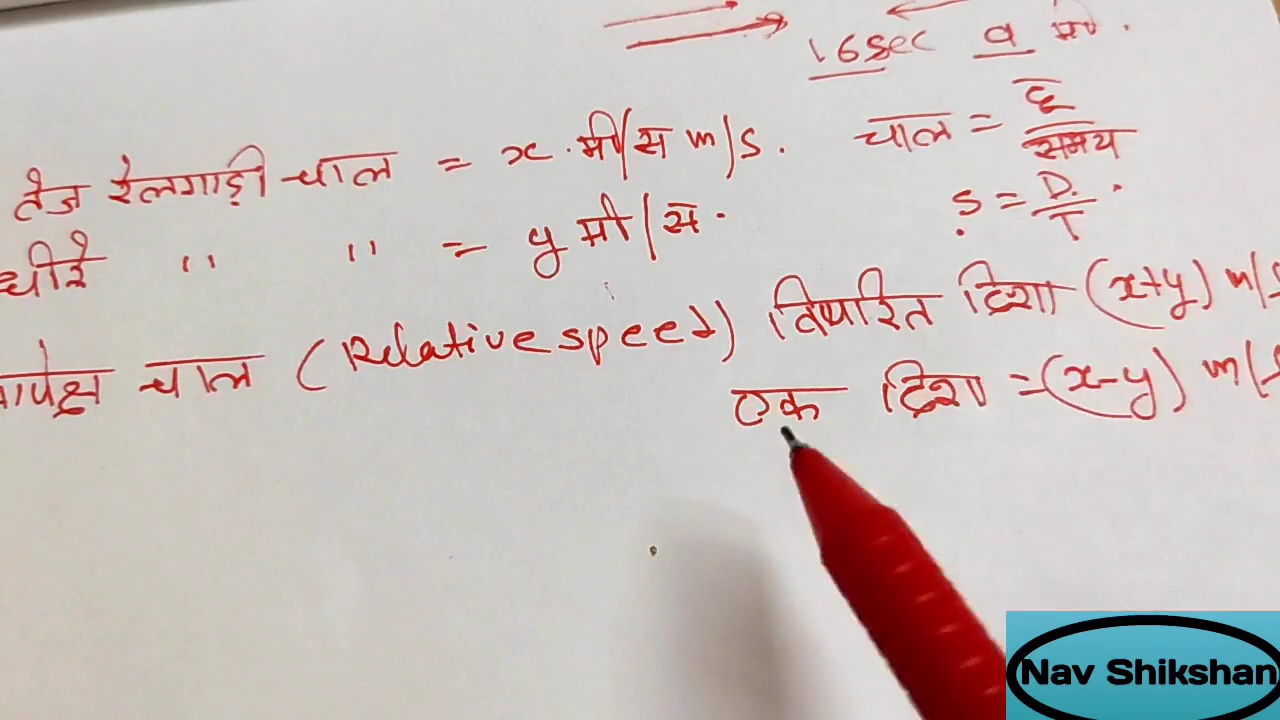 16sec व मी.
तेज रेलगाड़ी चाल = x.मी/स m/s. चाल = दू/समय
धीरे " " = y मी/स. S = D./T.
सापेक्ष चाल (Relative speed) विपरित दिशा (x+y) m/s
एक दिशा = (x-y) m/s
Nav Shikshan